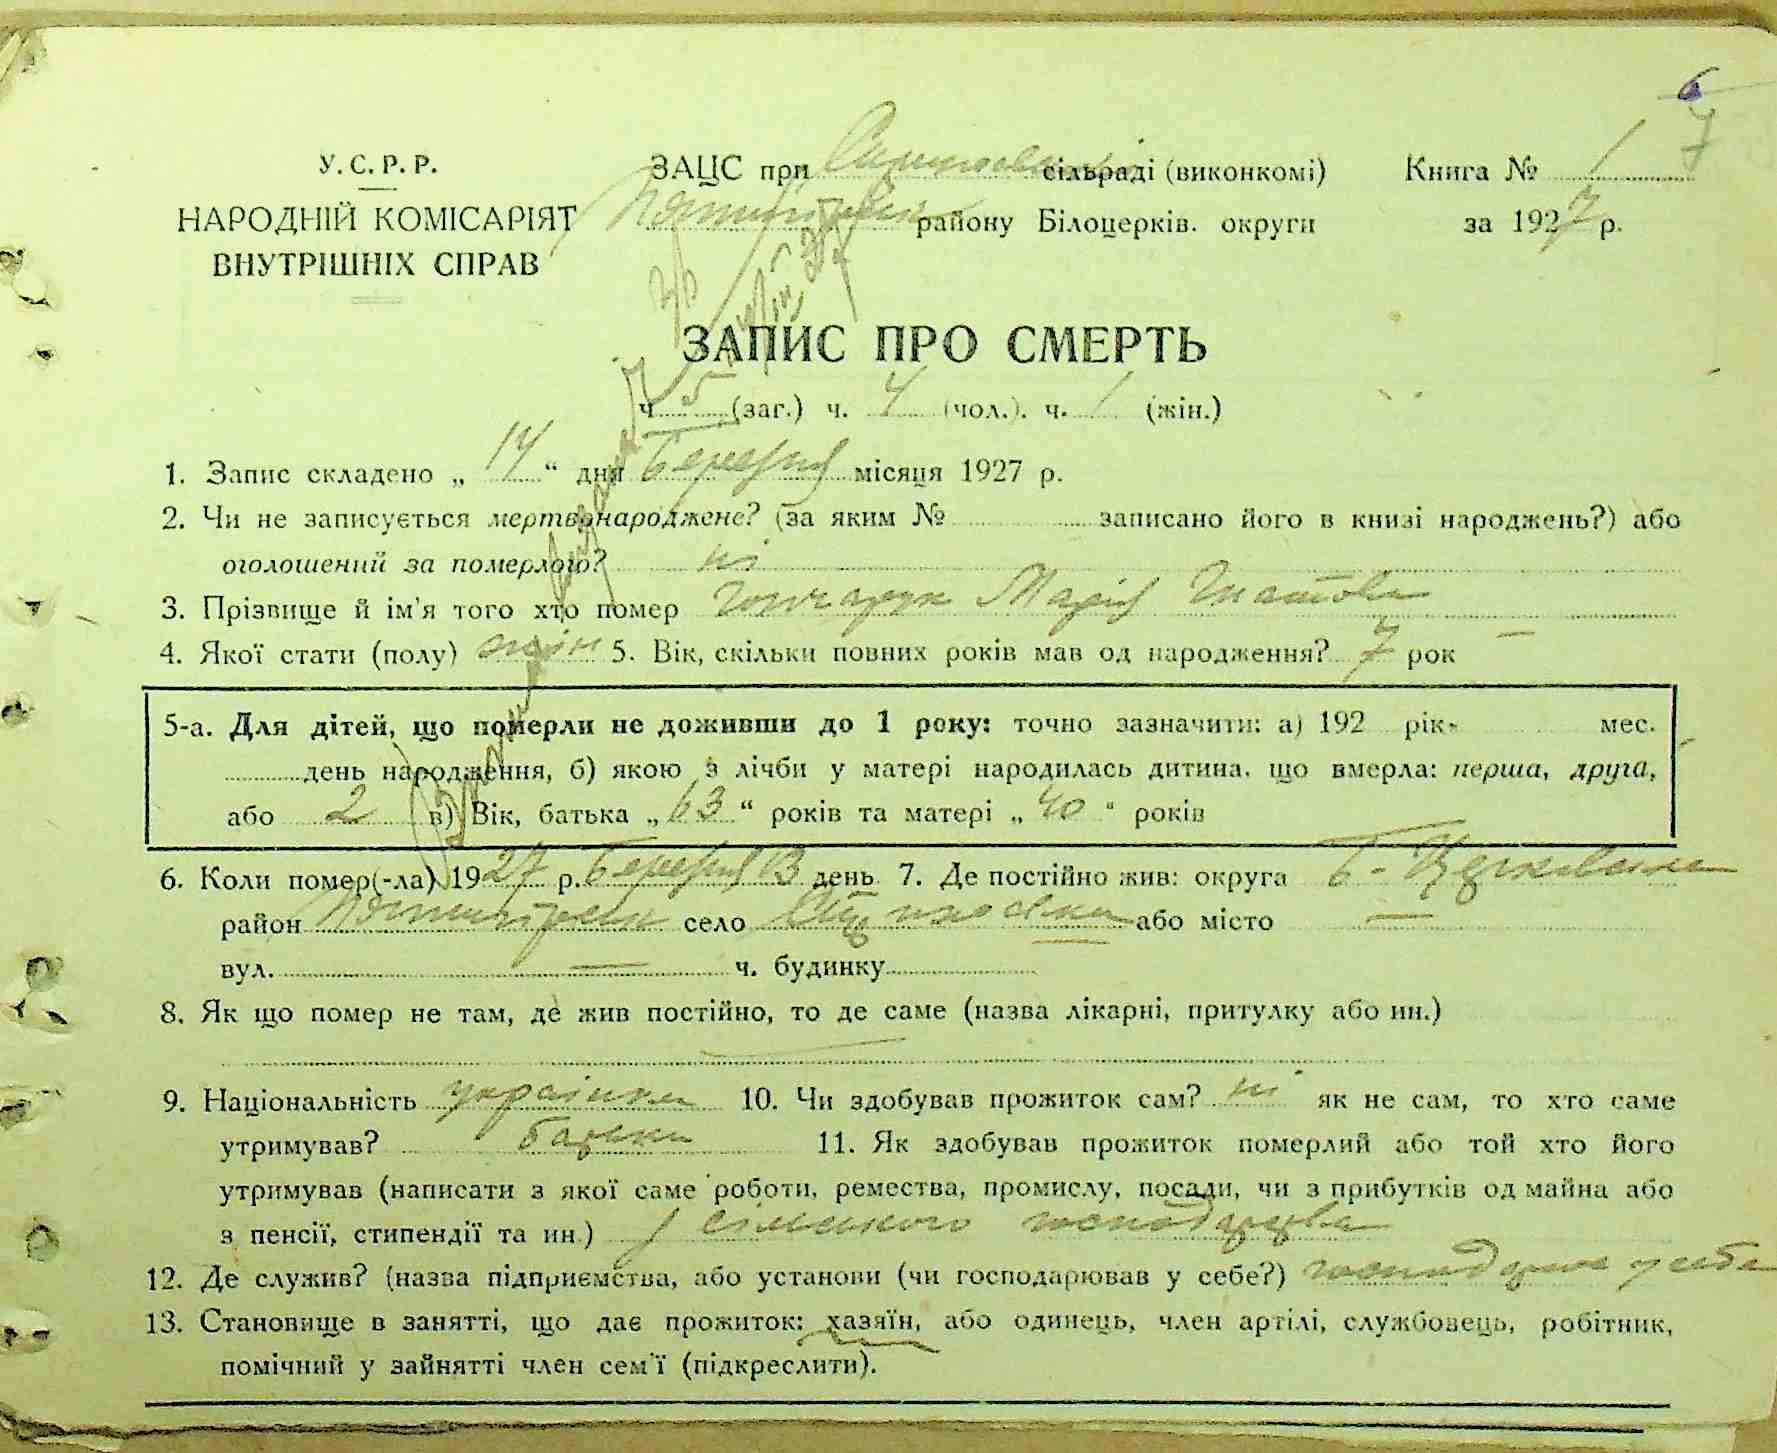 6
7
У.С.Р.Р.
НАРОДНІЙ КОМІСАРІЯТ
ВНУТРІШНІХ СПРАВ
ЗАЦС при сільраді (виконкомі) Книга № 1
району Білоцерків. округи за 1927 р.
ЗАПИС ПРО СМЕРТЬ
ч 5 (заг.) ч. 4 (чол.). ч. 1 (жін.)
1. Запис складено „ 14 “ дня Березня місяця 1927 р.
2. Чи не записується мертвонароджене? (за яким № записано його в книзі народжень?) або
оголошений за померлого? ні
3. Прізвище й ім'я того хто помер Гончарук Марія
4. Якої стати (полу) жін 5. Вік, скільки повних років мав од народження? 7 рок
5-а. Для дітей, що померли не доживши до 1 року: точно зазначити: а) 192 рік- мес.
день народження, б) якою з лічби у матері народилась дитина. що вмерла: перша, друга,
або 2 в) Вік, батька „ 63 “ років та матері „ 40 “ років
6. Коли помер(-ла) 1927 р. Березня 13 день 7. Де постійно жив: округа
район село або місто —
вул. — ч. будинку
8. Як що помер не там, де жив постійно, то де саме (назва лікарні, притулку або ин.)
9. Національність українка 10. Чи здобував прожиток сам? ні як не сам, то хто саме
утримував? батьки 11. Як здобував прожиток померлий або той хто його
утримував (написати з якої саме роботи, ремества, промислу, посади, чи з прибутків од майна або
з пенсії, стипендії та ин.) з сільського господарства
12. Де служив? (назва підприємства, або установи (чи господарював у себе?) у себе
13. Становище в занятті, що дає прожиток: хазяїн, або одинець, член артілі, службовець, робітник,
помічний у зайнятті член сем'ї (підкреслити).